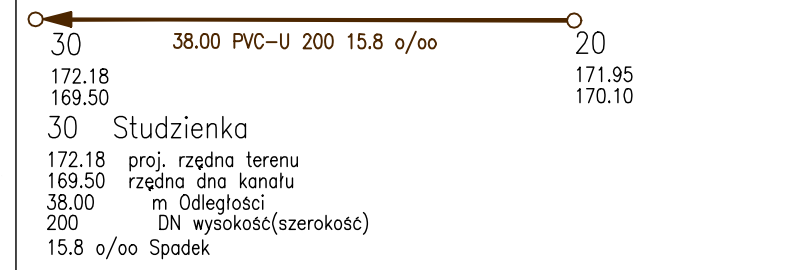 30 38.00 PVC-U 200 15.8 o/oo 20
172.18 171.95
169.50 170.10
30 Studzienka
172.18 proj. rzędna terenu
169.50 rzędna dna kanału
38.00 m Odległości
200 DN wysokość(szerokość)
15.8 o/oo Spadek